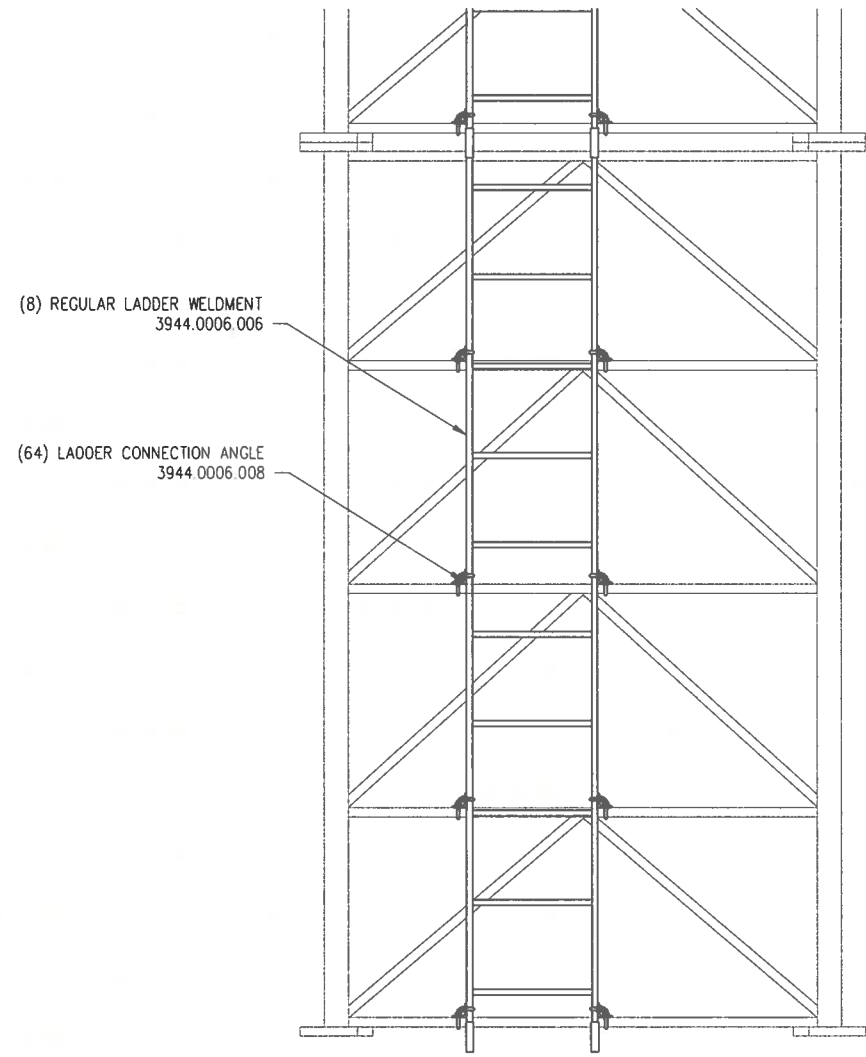 (8) REGULAR LADDER WELDMENT
3944.0006.006
(64) LADDER CONNECTION ANGLE
3944.0006.008